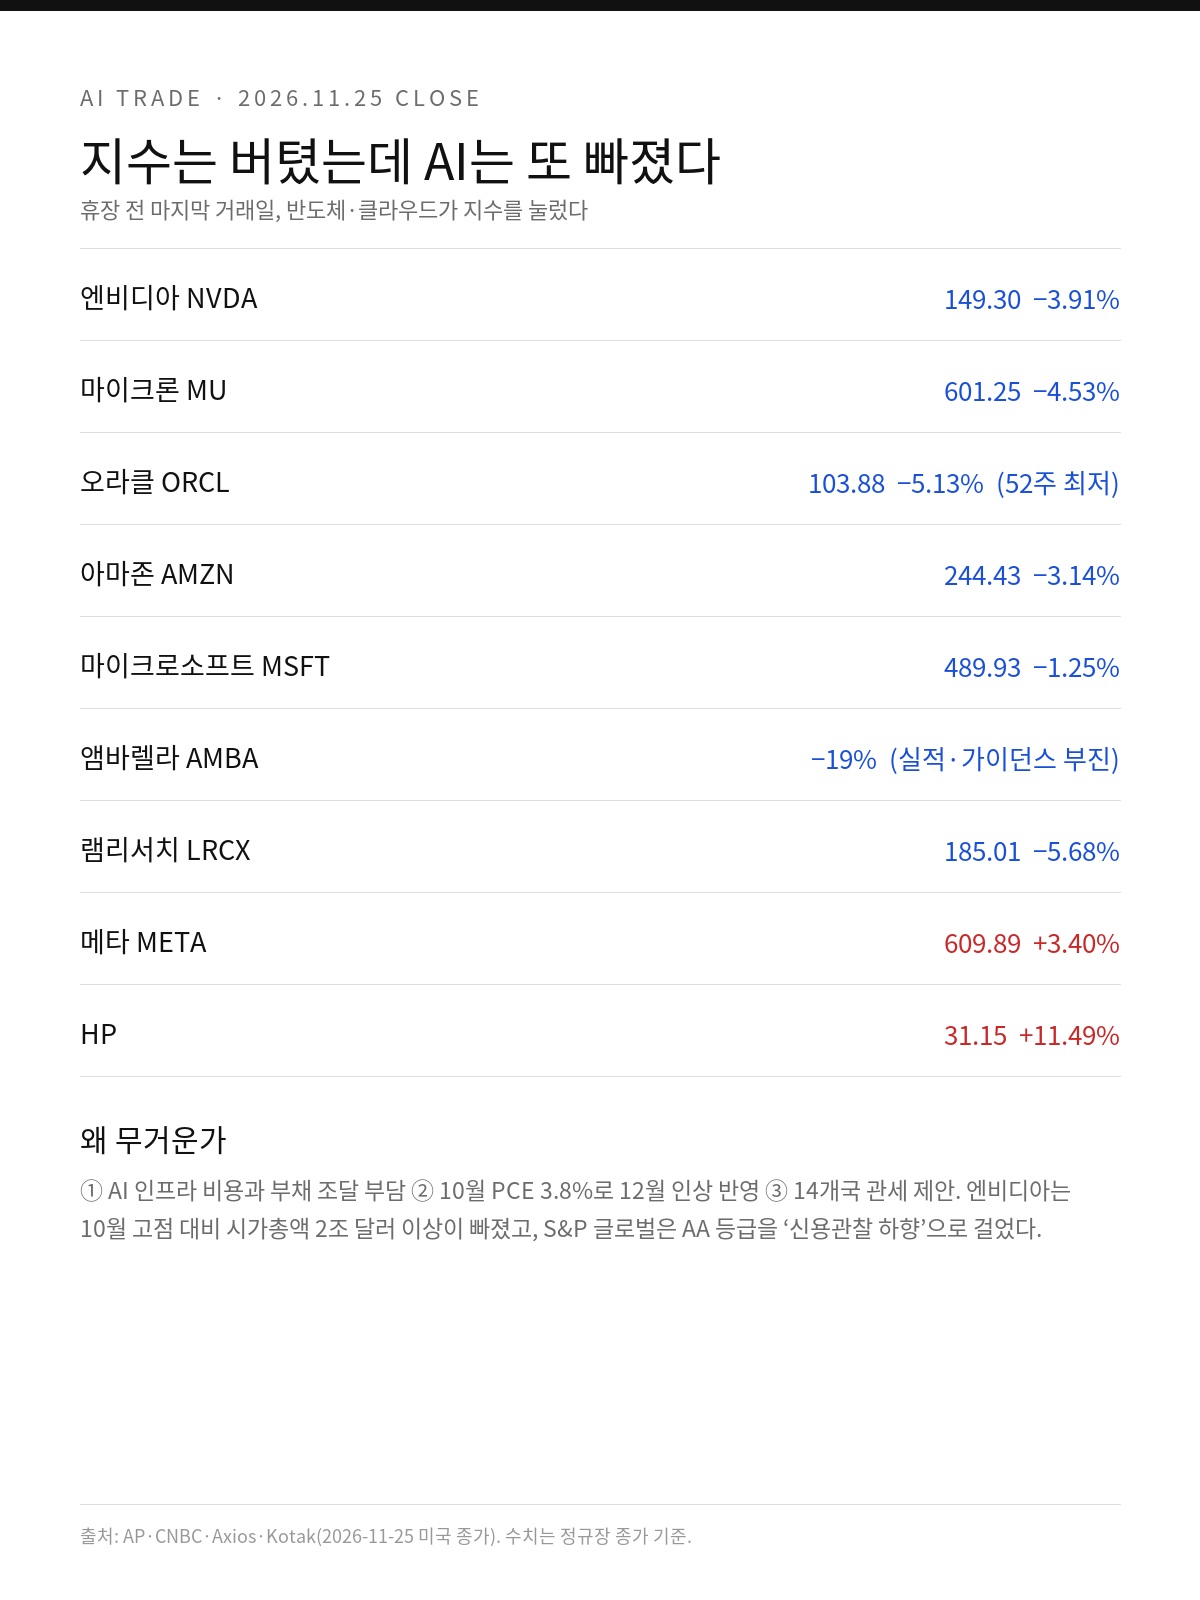 AI TRADE · 2026.11.25 CLOSE
지수는 버텼는데 AI는 또 빠졌다
휴장 전 마지막 거래일, 반도체·클라우드가 지수를 눌렀다
엔비디아 NVDA 149.30 −3.91%
마이크론 MU 601.25 −4.53%
오라클 ORCL 103.88 −5.13% (52주 최저)
아마존 AMZN 244.43 −3.14%
마이크로소프트 MSFT 489.93 −1.25%
앰바렐라 AMBA −19% (실적·가이던스 부진)
램리서치 LRCX 185.01 −5.68%
메타 META 609.89 +3.40%
HP 31.15 +11.49%
왜 무거운가
① AI 인프라 비용과 부채 조달 부담 ② 10월 PCE 3.8%로 12월 인상 반영 ③ 14개국 관세 제안. 엔비디아는
10월 고점 대비 시가총액 2조 달러 이상이 빠졌고, S&P 글로벌은 AA 등급을 ‘신용관찰 하향’으로 걸었다.
출처: AP·CNBC·Axios·Kotak(2026-11-25 미국 종가). 수치는 정규장 종가 기준.